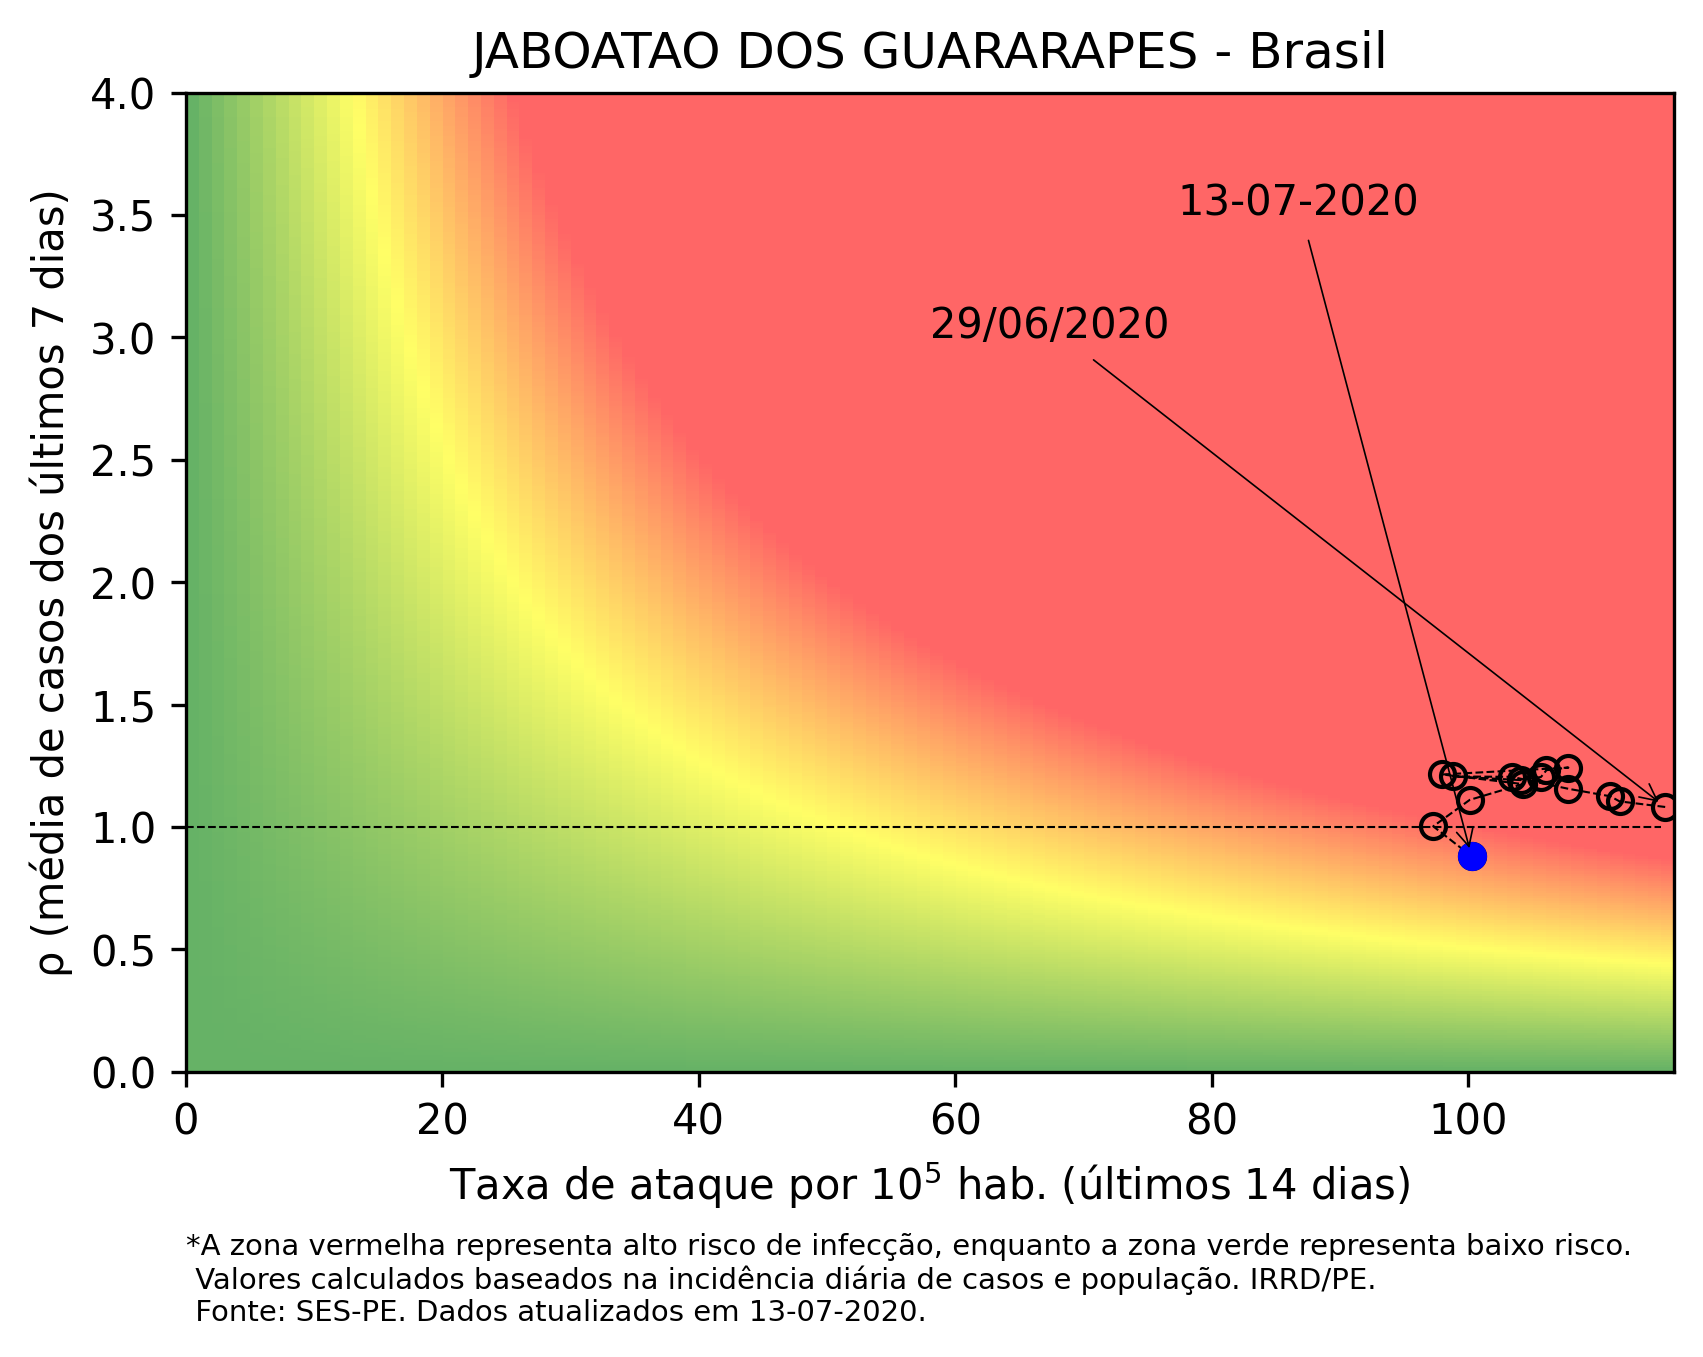 JABOATAO DOS GUARARAPES - Brasil
4.0
3.5
3.0
2.5
2.0
1.5
1.0
0.5
0.0
ρ (média de casos dos últimos 7 dias)
13-07-2020
29/06/2020
0 20 40 60 80 100
Taxa de ataque por 10⁵ hab. (últimos 14 dias)
*A zona vermelha representa alto risco de infecção, enquanto a zona verde representa baixo risco.
Valores calculados baseados na incidência diária de casos e população. IRRD/PE.
Fonte: SES-PE. Dados atualizados em 13-07-2020.